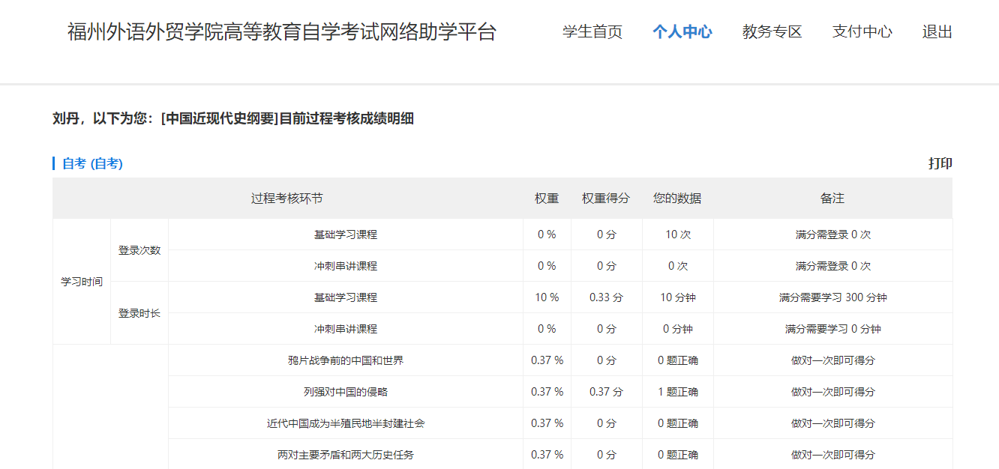 福州外语外贸学院高等教育自学考试网络助学平台 学生首页 个人中心 教务专区 支付中心 退出
刘丹，以下为您：[中国近现代史纲要]目前过程考核成绩明细
自考 (自考) 打印
过程考核环节 权重 权重得分 您的数据 备注
学习时间 登录次数 基础学习课程 0 % 0 分 10 次 满分需登录 0 次
冲刺串讲课程 0 % 0 分 0 次 满分需登录 0 次
登录时长 基础学习课程 10 % 0.33 分 10 分钟 满分需要学习 300 分钟
冲刺串讲课程 0 % 0 分 0 分钟 满分需要学习 0 分钟
鸦片战争前的中国和世界 0.37 % 0 分 0 题正确 做对一次即可得分
列强对中国的侵略 0.37 % 0.37 分 1 题正确 做对一次即可得分
近代中国成为半殖民地半封建社会 0.37 % 0 分 0 题正确 做对一次即可得分
两对主要矛盾和两大历史任务 0.37 % 0 分 0 题正确 做对一次即可得分